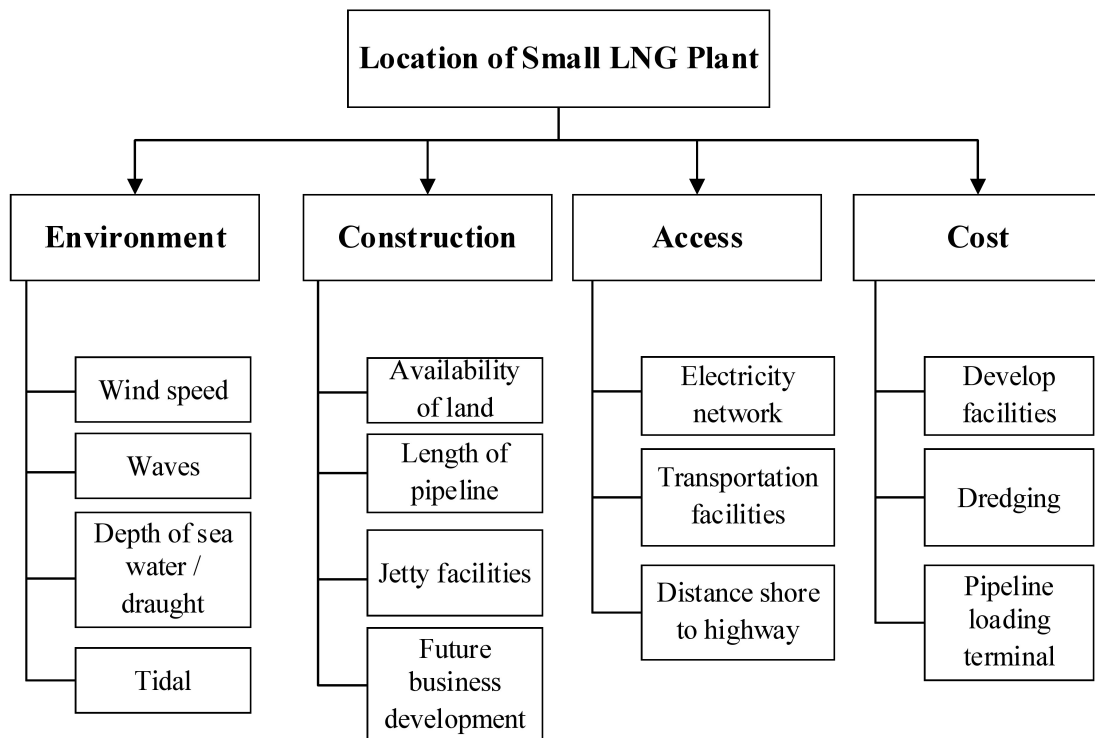 Location of Small LNG Plant
Environment
Construction
Access
Cost
Wind speed
Waves
Depth of sea
water /
draught
Tidal
Availability
of land
Length of
pipeline
Jetty facilities
Future
business
development
Electricity
network
Transportation
facilities
Distance shore
to highway
Develop
facilities
Dredging
Pipeline
loading
terminal